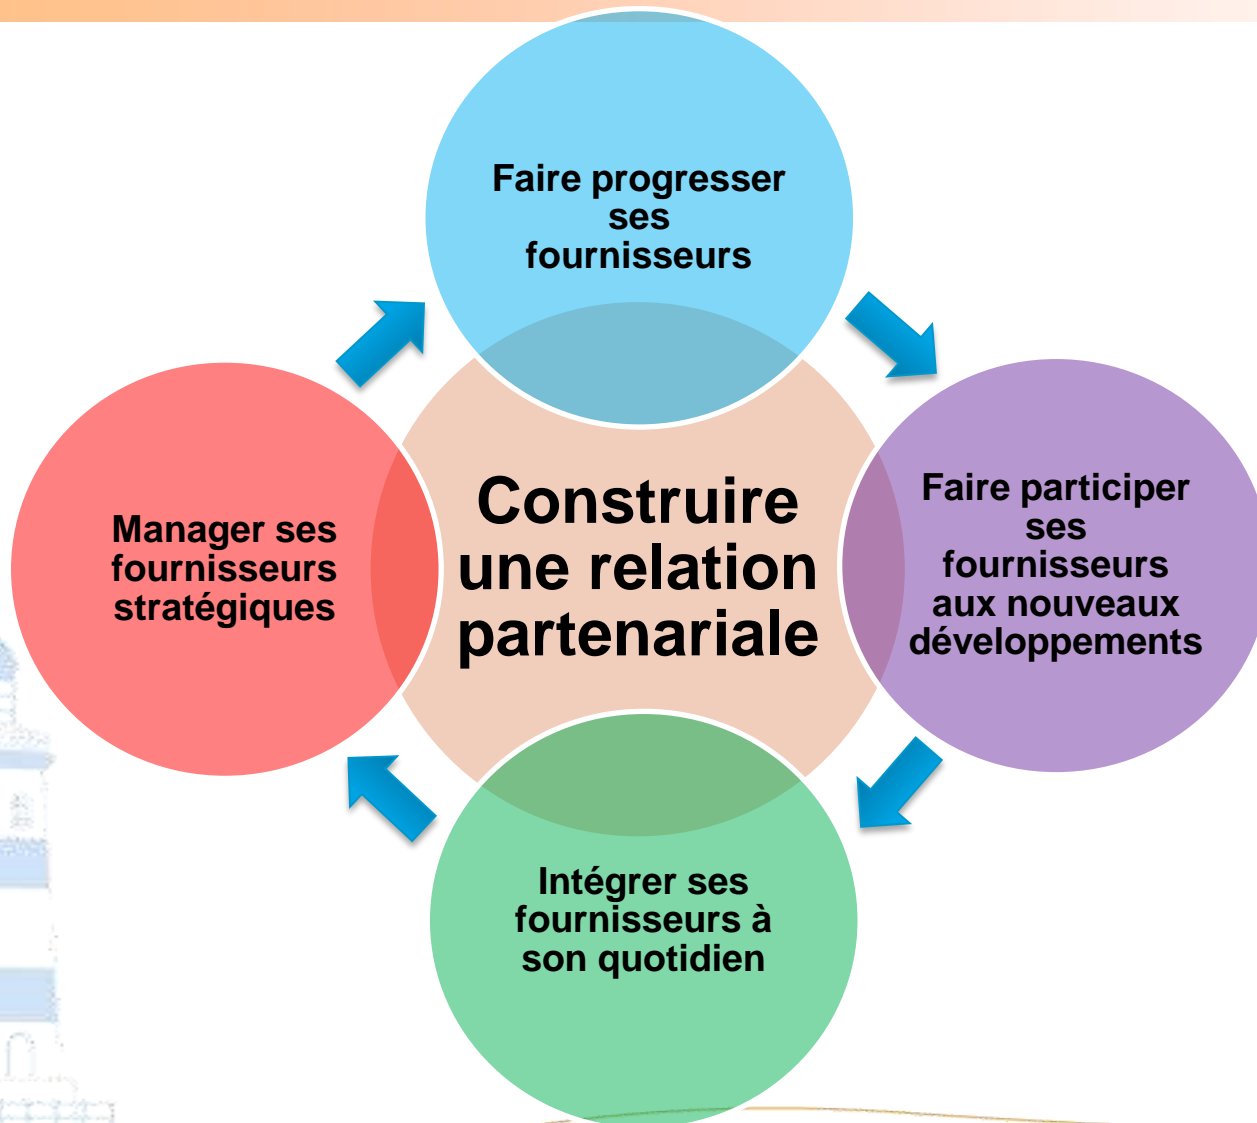 Faire progresser
ses
fournisseurs
Manager ses
fournisseurs
stratégiques
Construire
une relation
partenariale
Faire participer
ses
fournisseurs
aux nouveaux
développements
Intégrer ses
fournisseurs à
son quotidien